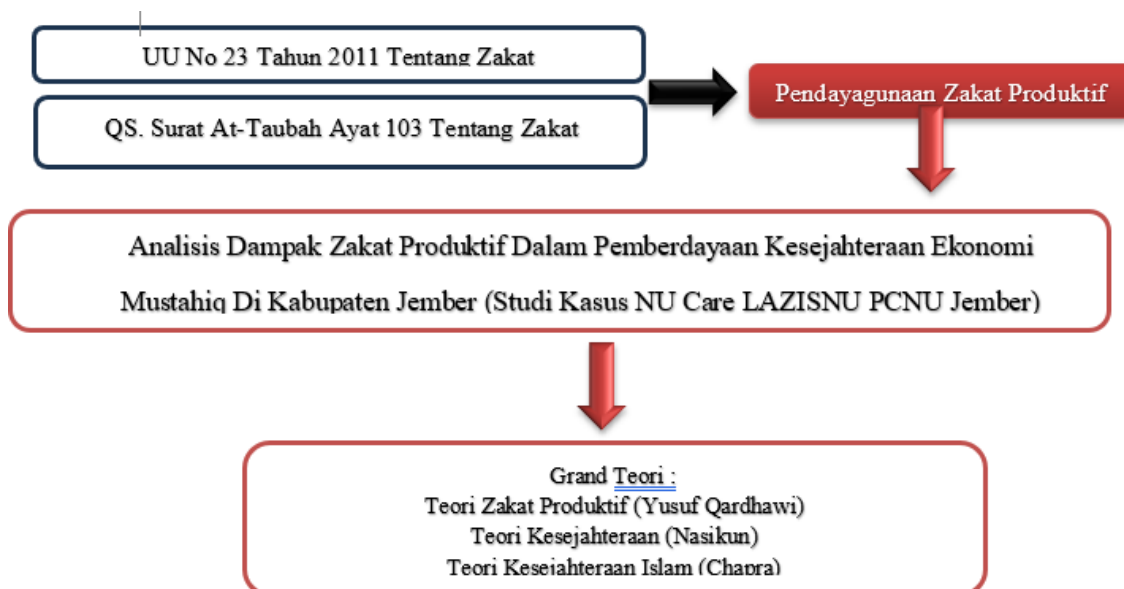 UU No 23 Tahun 2011 Tentang Zakat
QS. Surat At-Taubah Ayat 103 Tentang Zakat
Pendayagunaan Zakat Produktif
Analisis Dampak Zakat Produktif Dalam Pemberdayaan Kesejahteraan Ekonomi
Mustahiq Di Kabupaten Jember (Studi Kasus NU Care LAZISNU PCNU Jember)
Grand Teori :
Teori Zakat Produktif (Yusuf Qardhawi)
Teori Kesejahteraan (Nasikun)
Teori Kesejahteraan Islam (Chapra)